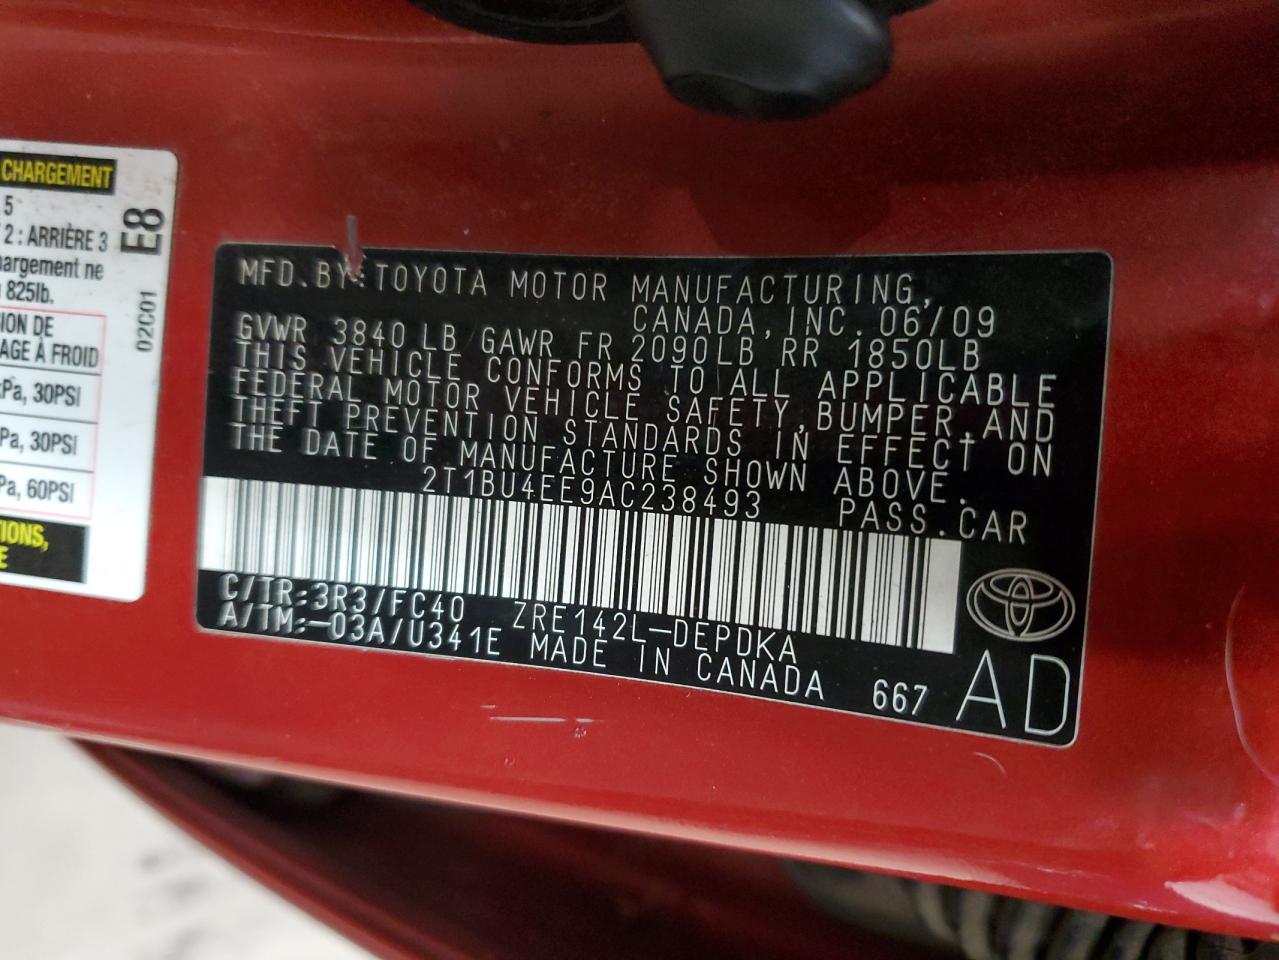 CHARGEMENT
5
2 : ARRIÈRE 3
hargement ne
825lb.
ION DE
AGE À FROID
kPa, 30PSI
Pa, 30PSI
Pa, 60PSI
IONS,
E
E8
02C01
MFD.BY:TOYOTA MOTOR MANUFACTURING,
CANADA,INC. 06/09
GVWR 3840 LB GAWR FR 2090LB RR 1850LB
THIS VEHICLE CONFORMS TO ALL APPLICABLE
FEDERAL MOTOR VEHICLE SAFETY,BUMPER,AND
THEFT PREVENTION STANDARDS IN EFFECT ON
THE DATE OF MANUFACTURE SHOWN ABOVE.
2T1BU4EE9AC238493 PASS.CAR
C/TR:3R3/FC40 ZRE142L-DEPDKA
A/TM:-03A/U341E MADE IN CANADA 667 AD